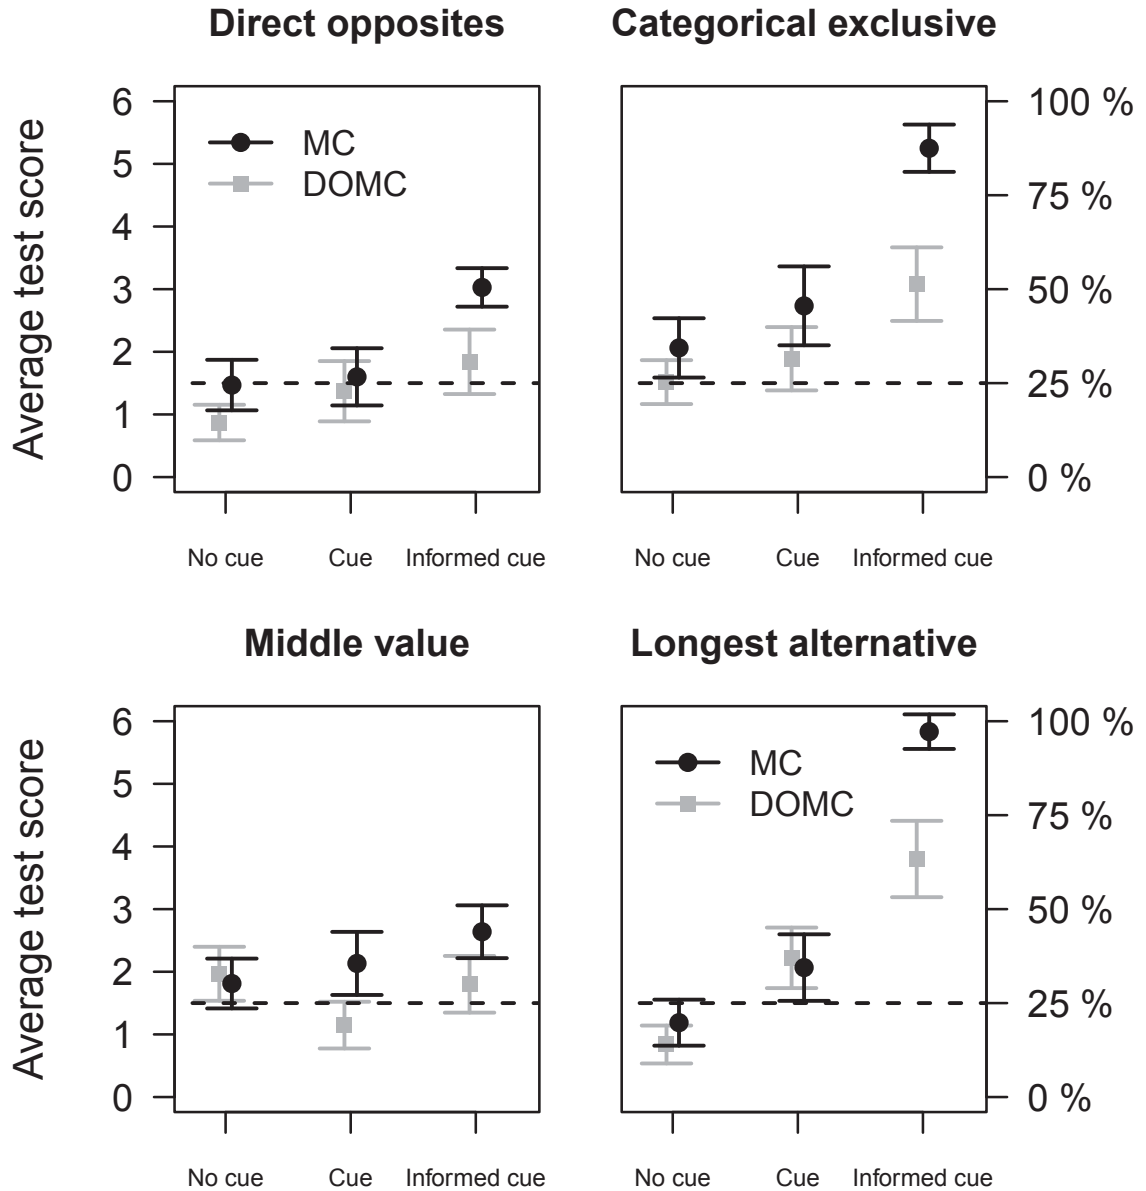 Direct opposites
Categorical exclusive
Average test score
6
5
4
3
2
1
0
MC
DOMC
100 %
75 %
50 %
25 %
0 %
No cue
Cue
Informed cue
No cue
Cue
Informed cue
Middle value
Longest alternative
Average test score
6
5
4
3
2
1
0
MC
DOMC
100 %
75 %
50 %
25 %
0 %
No cue
Cue
Informed cue
No cue
Cue
Informed cue